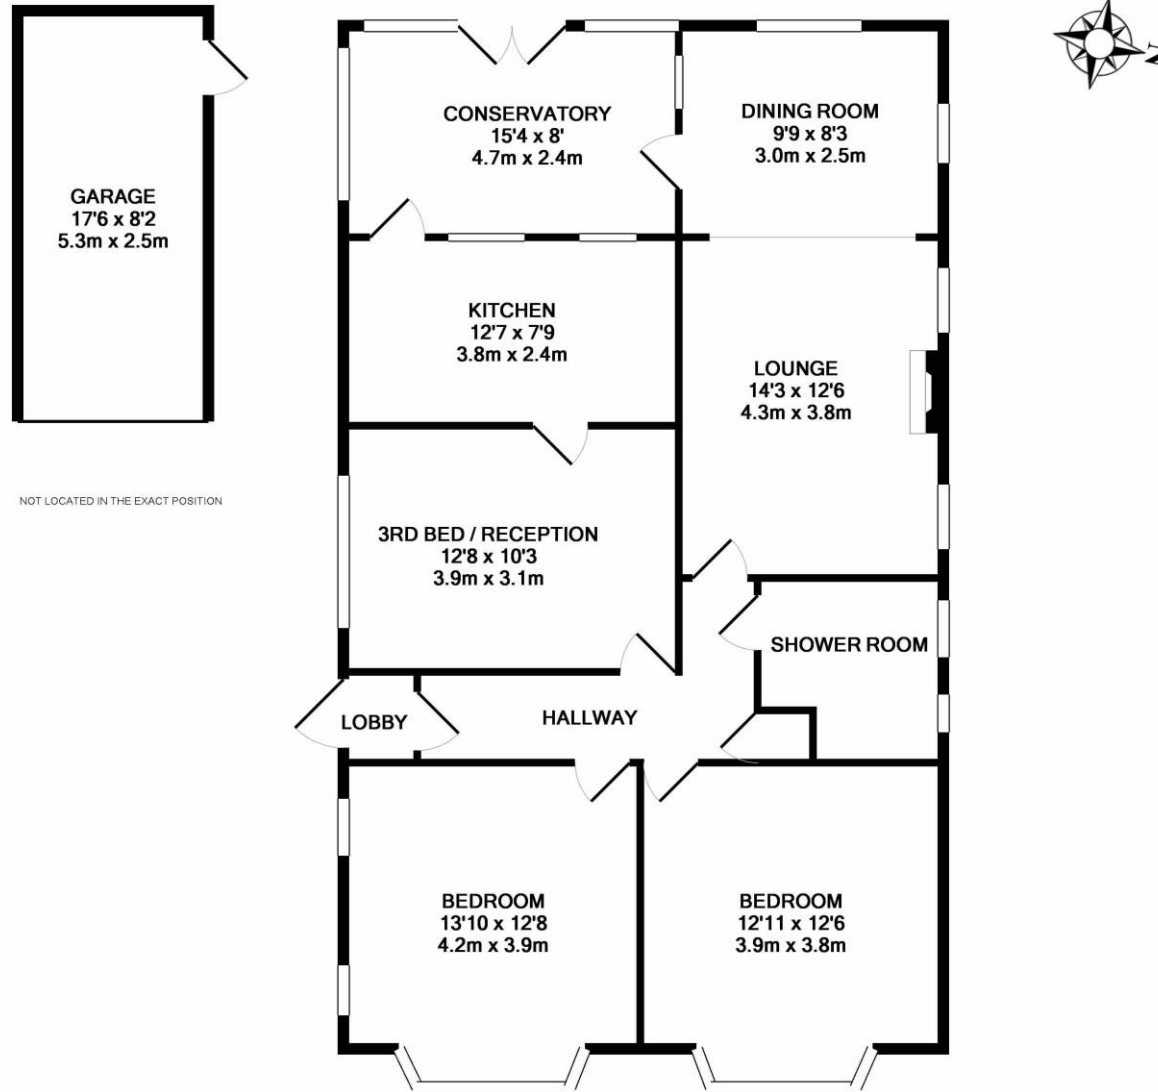 GARAGE
17'6 x 8'2
5.3m x 2.5m
NOT LOCATED IN THE EXACT POSITION
CONSERVATORY
15'4 x 8'
4.7m x 2.4m
DINING ROOM
9'9 x 8'3
3.0m x 2.5m
N
KITCHEN
12'7 x 7'9
3.8m x 2.4m
LOUNGE
14'3 x 12'6
4.3m x 3.8m
3RD BED / RECEPTION
12'8 x 10'3
3.9m x 3.1m
SHOWER ROOM
LOBBY
HALLWAY
BEDROOM
13'10 x 12'8
4.2m x 3.9m
BEDROOM
12'11 x 12'6
3.9m x 3.8m